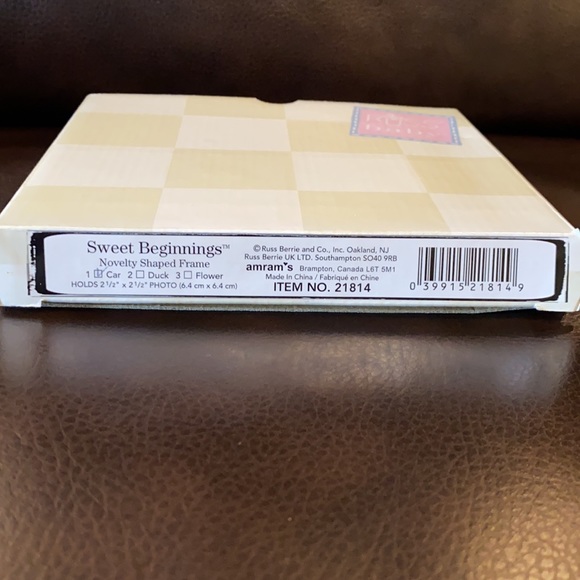 Sweet Beginnings™
Novelty Shaped Frame
1 ☑ Car 2 ☐ Duck 3 ☐ Flower
HOLDS 2 1/2" x 2 1/2" PHOTO (6.4 cm x 6.4 cm)
© Russ Berrie and Co., Inc. Oakland, NJ
Russ Berrie UK LTD. Southampton SO40 9RB
amram's Brampton, Canada L6T 5M1
Made In China / Fabriqué en Chine
ITEM NO. 21814
0 39915 21814 9